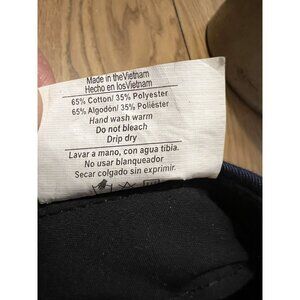 Made in theVietnam
Hecho en losVietnam
65% Cotton/ 35% Polyester
65% Algodón/ 35% Poliéster
Hand wash warm
Do not bleach
Drip dry
Lavar a mano, con agua tibia.
No usar blanqueador
Secar colgado sin exprimir.